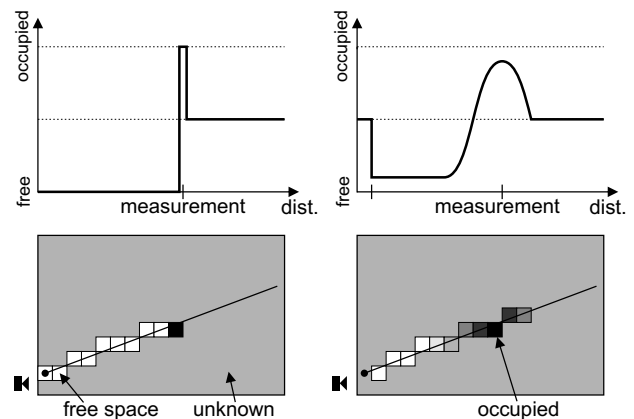 occupied
free
measurement
dist.
occupied
free
measurement
dist.
free space
unknown
occupied